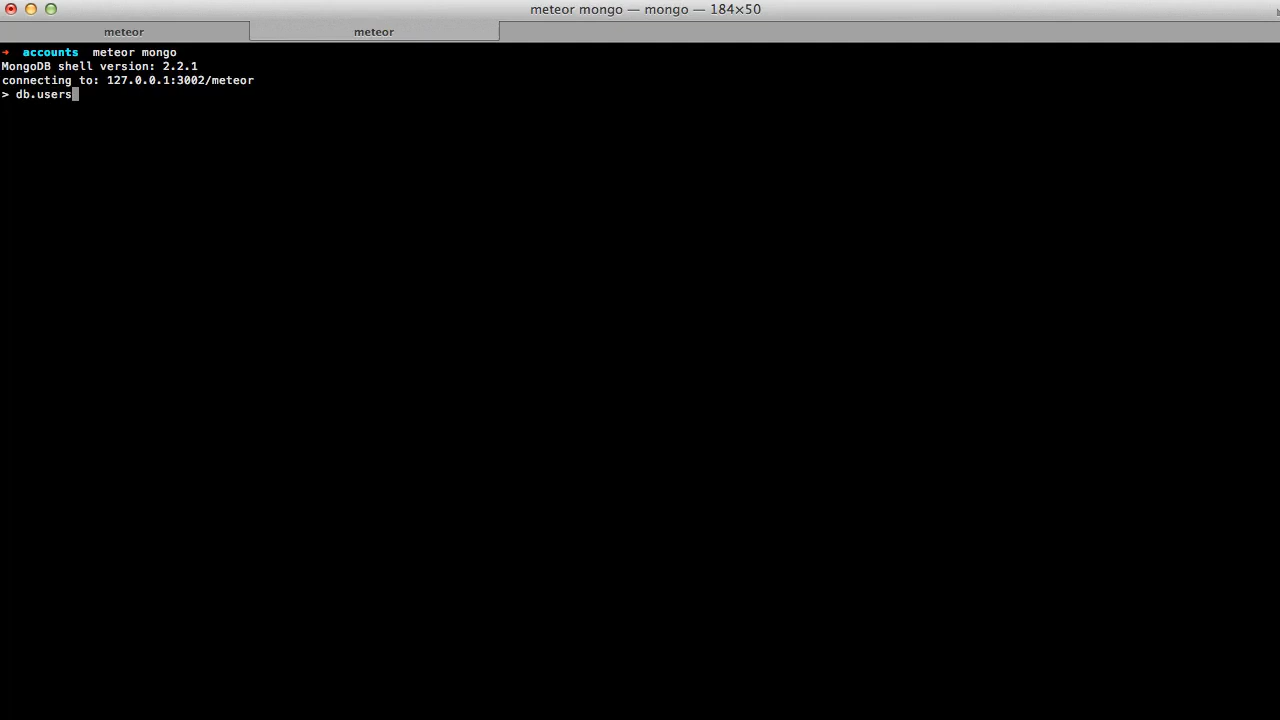 meteor mongo — mongo — 184×50
meteor
meteor
➜ accounts meteor mongo
MongoDB shell version: 2.2.1
connecting to: 127.0.0.1:3002/meteor
> db.users